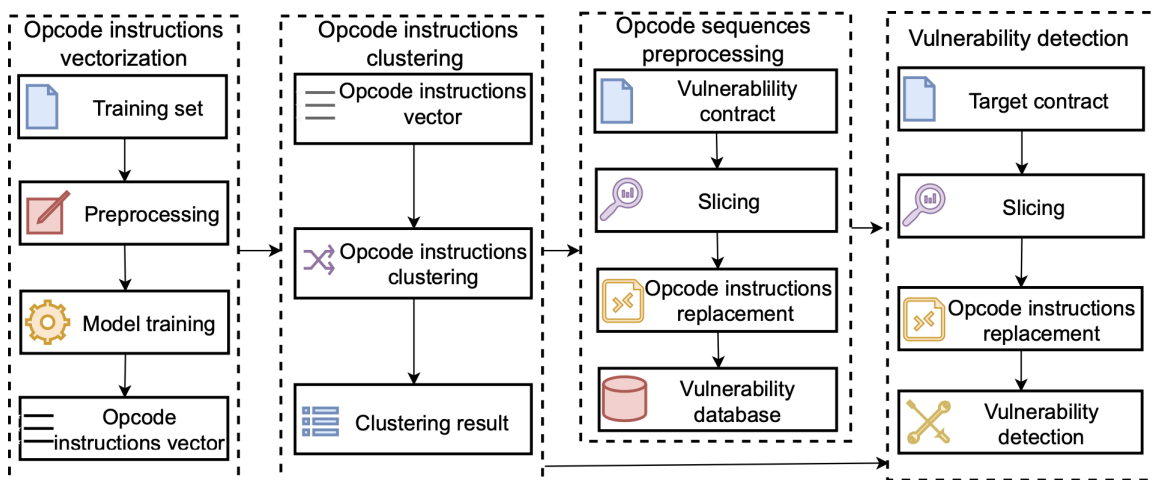 Opcode instructions
vectorization
Training set
Preprocessing
Model training
Opcode
instructions vector
Opcode instructions
clustering
Opcode instructions
vector
Opcode instructions
clustering
Clustering result
Opcode sequences
preprocessing
Vulnerablility
contract
Slicing
Opcode instructions
replacement
Vulnerability
database
Vulnerability detection
Target contract
Slicing
Opcode instructions
replacement
Vulnerability
detection